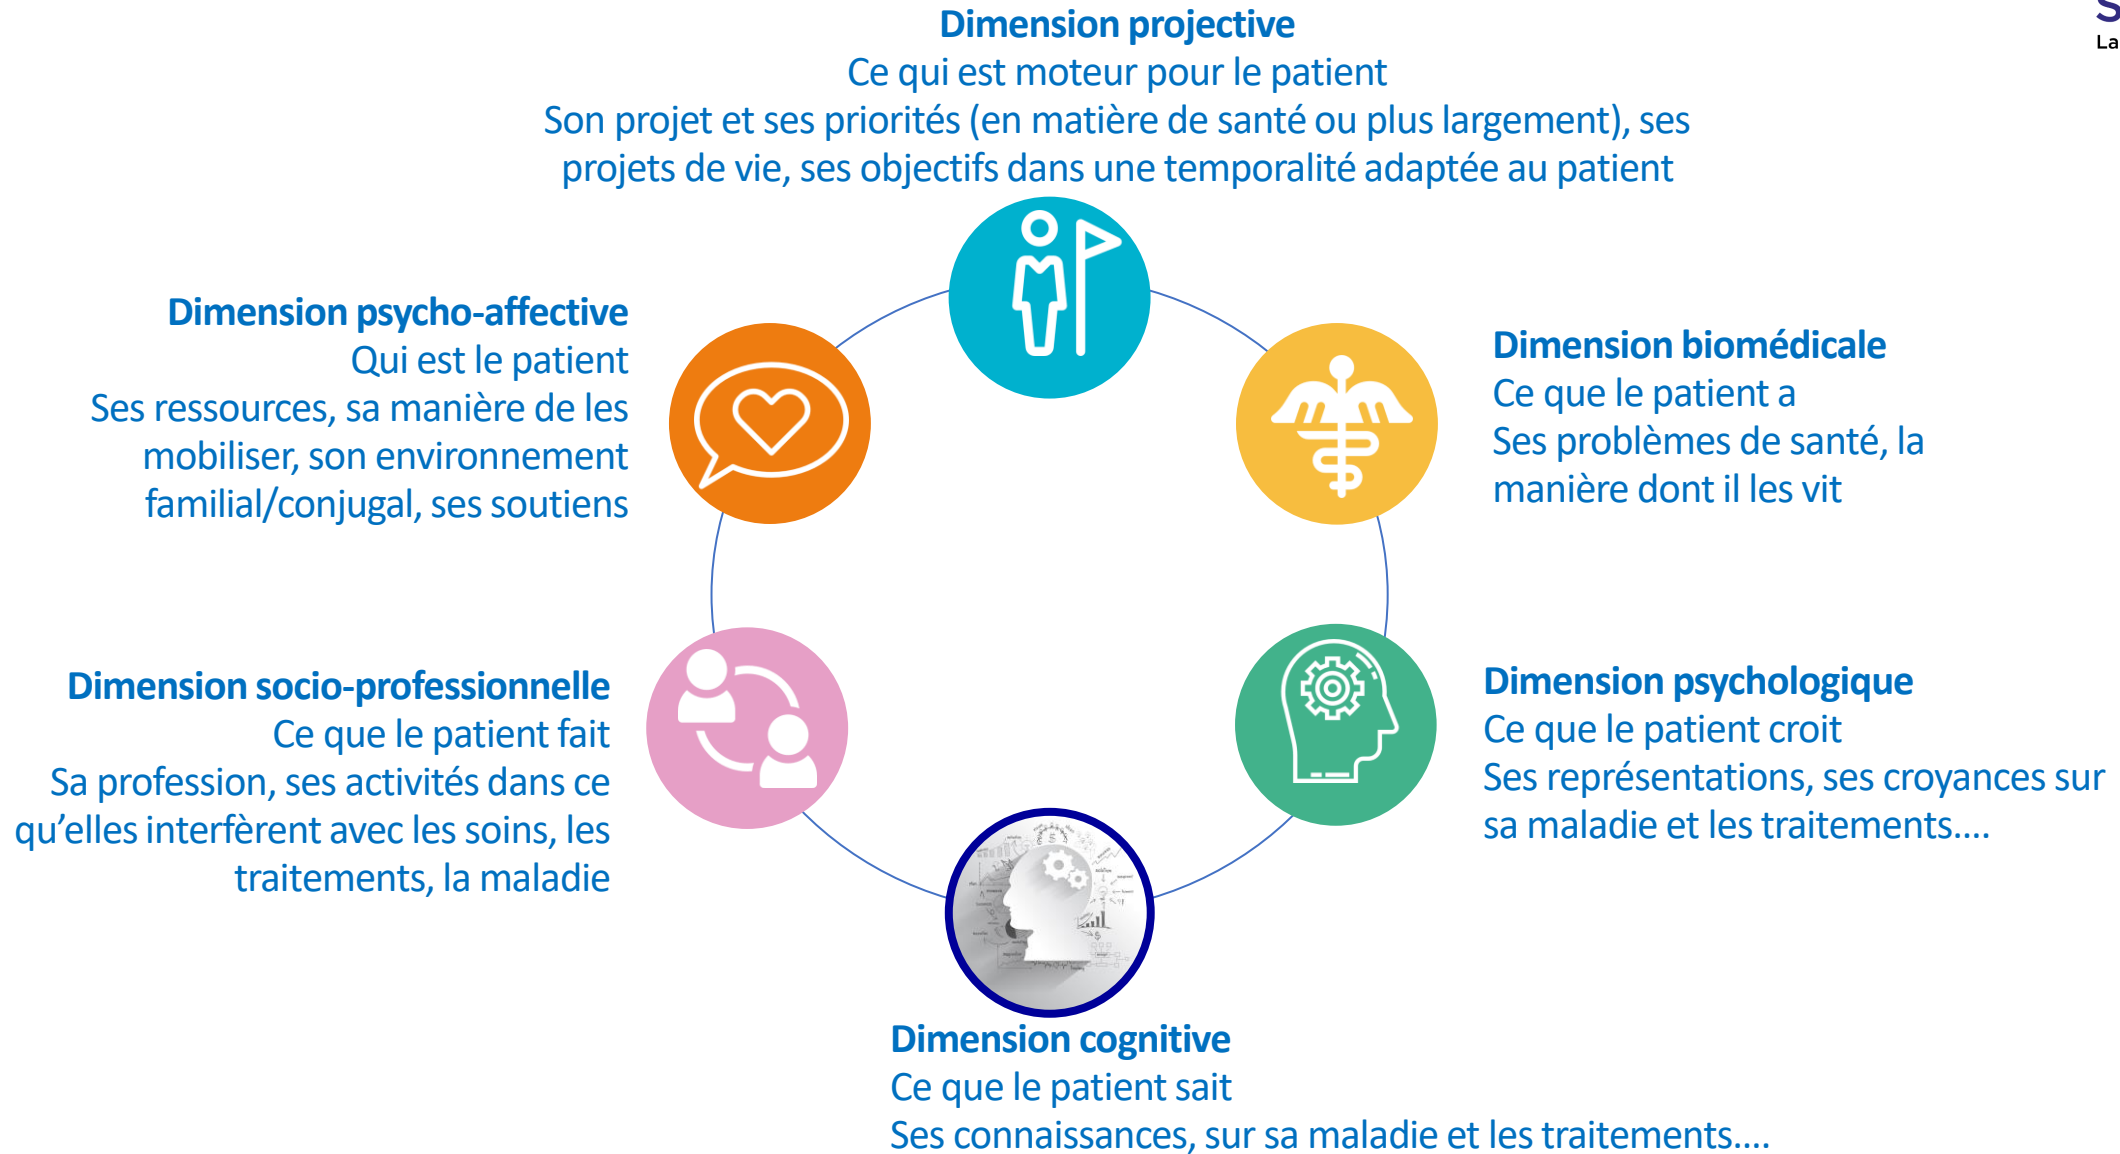 Dimension projective
Ce qui est moteur pour le patient
Son projet et ses priorités (en matière de santé ou plus largement), ses
projets de vie, ses objectifs dans une temporalité adaptée au patient
S
La
Dimension psycho-affective
Qui est le patient
Ses ressources, sa manière de les
mobiliser, son environnement
familial/conjugal, ses soutiens
Dimension biomédicale
Ce que le patient a
Ses problèmes de santé, la
manière dont il les vit
Dimension socio-professionnelle
Ce que le patient fait
Sa profession, ses activités dans ce
qu’elles interfèrent avec les soins, les
traitements, la maladie
Dimension psychologique
Ce que le patient croit
Ses représentations, ses croyances sur
sa maladie et les traitements....
Dimension cognitive
Ce que le patient sait
Ses connaissances, sur sa maladie et les traitements....